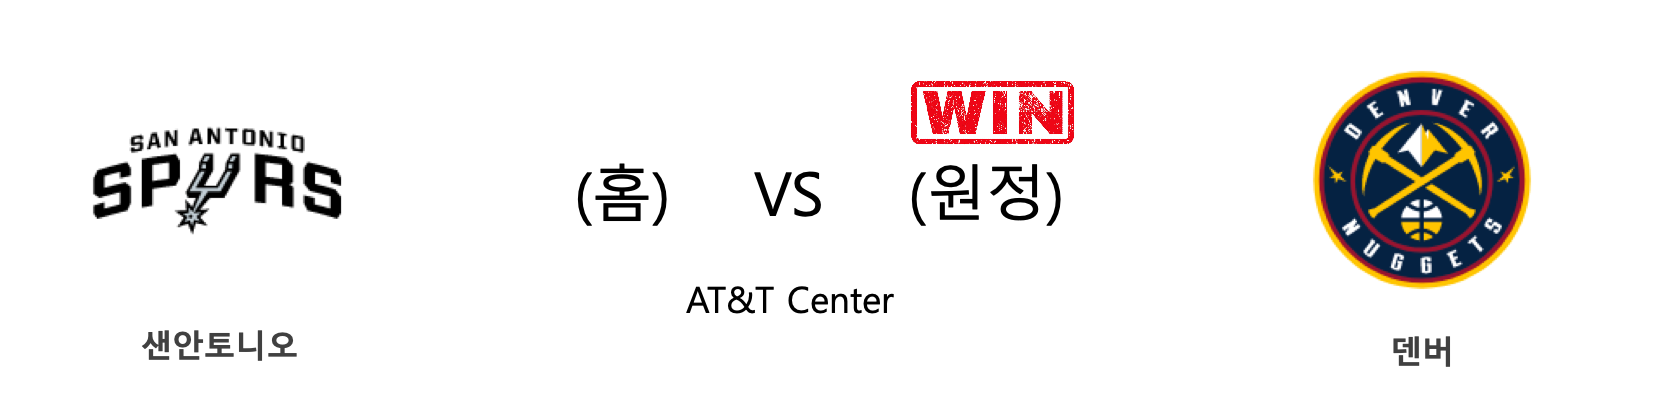 SAN ANTONIO
SPURS
샌안토니오
WIN
(홈) VS (원정)
AT&T Center
DENVER
NUGGETS
덴버